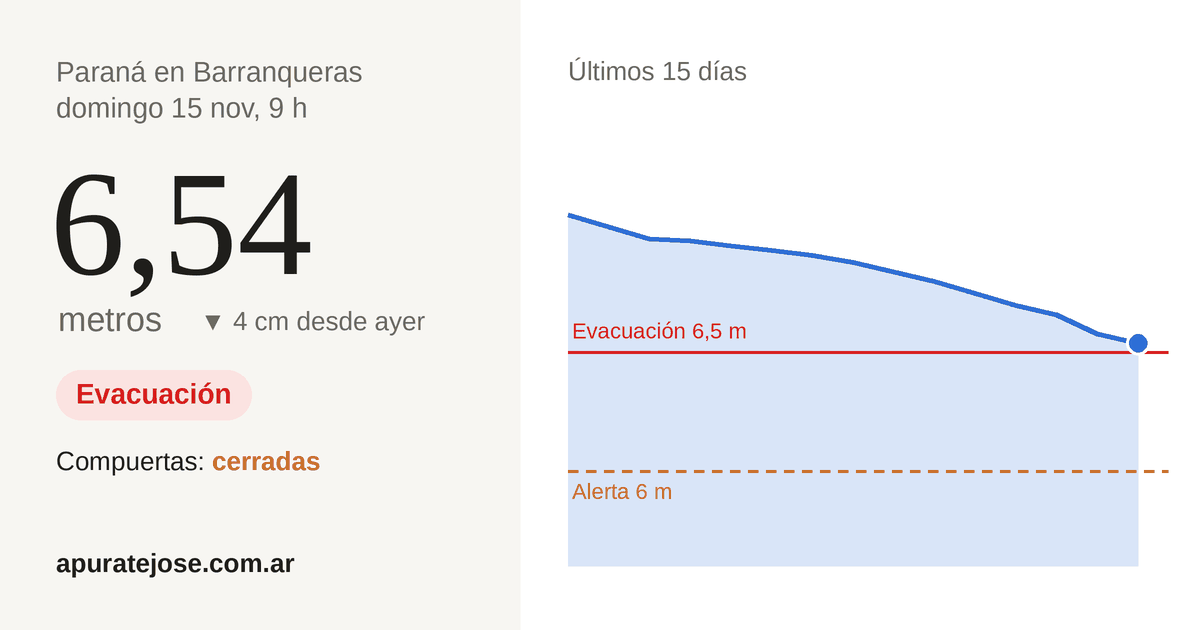 Paraná en Barranqueras
domingo 15 nov, 9 h
6,54
metros ▼ 4 cm desde ayer
Evacuación
Compuertas: cerradas
apuratejose.com.ar
Últimos 15 días
Evacuación 6,5 m
Alerta 6 m